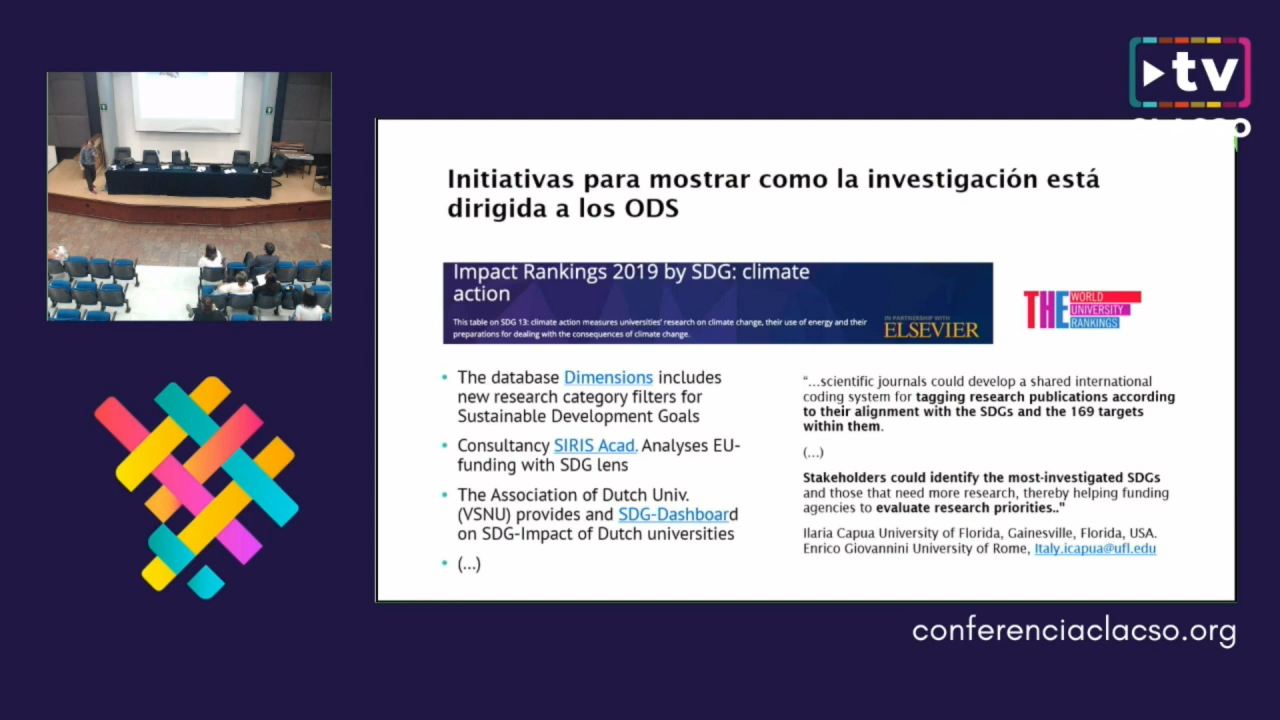 tv
Initiativas para mostrar como la investigación está
dirigida a los ODS
Impact Rankings 2019 by SDG: climate
action
This table on SDG 13: climate action measures universities' research on climate change, their use of energy and their
preparations for dealing with the consequences of climate change.
IN PARTNERSHIP WITH
ELSEVIER
THE WORLD
UNIVERSITY
RANKINGS
• The database Dimensions includes
new research category filters for
Sustainable Development Goals
• Consultancy SIRIS Acad. Analyses EU-
funding with SDG lens
• The Association of Dutch Univ.
(VSNU) provides and SDG-Dashboard
on SDG-Impact of Dutch universities
• (...)
"...scientific journals could develop a shared international
coding system for tagging research publications according
to their alignment with the SDGs and the 169 targets
within them.
(...)
Stakeholders could identify the most-investigated SDGs
and those that need more research, thereby helping funding
agencies to evaluate research priorities.."
Ilaria Capua University of Florida, Gainesville, Florida, USA.
Enrico Giovannini University of Rome, Italy.icapua@ufl.edu
conferenciaclacso.org